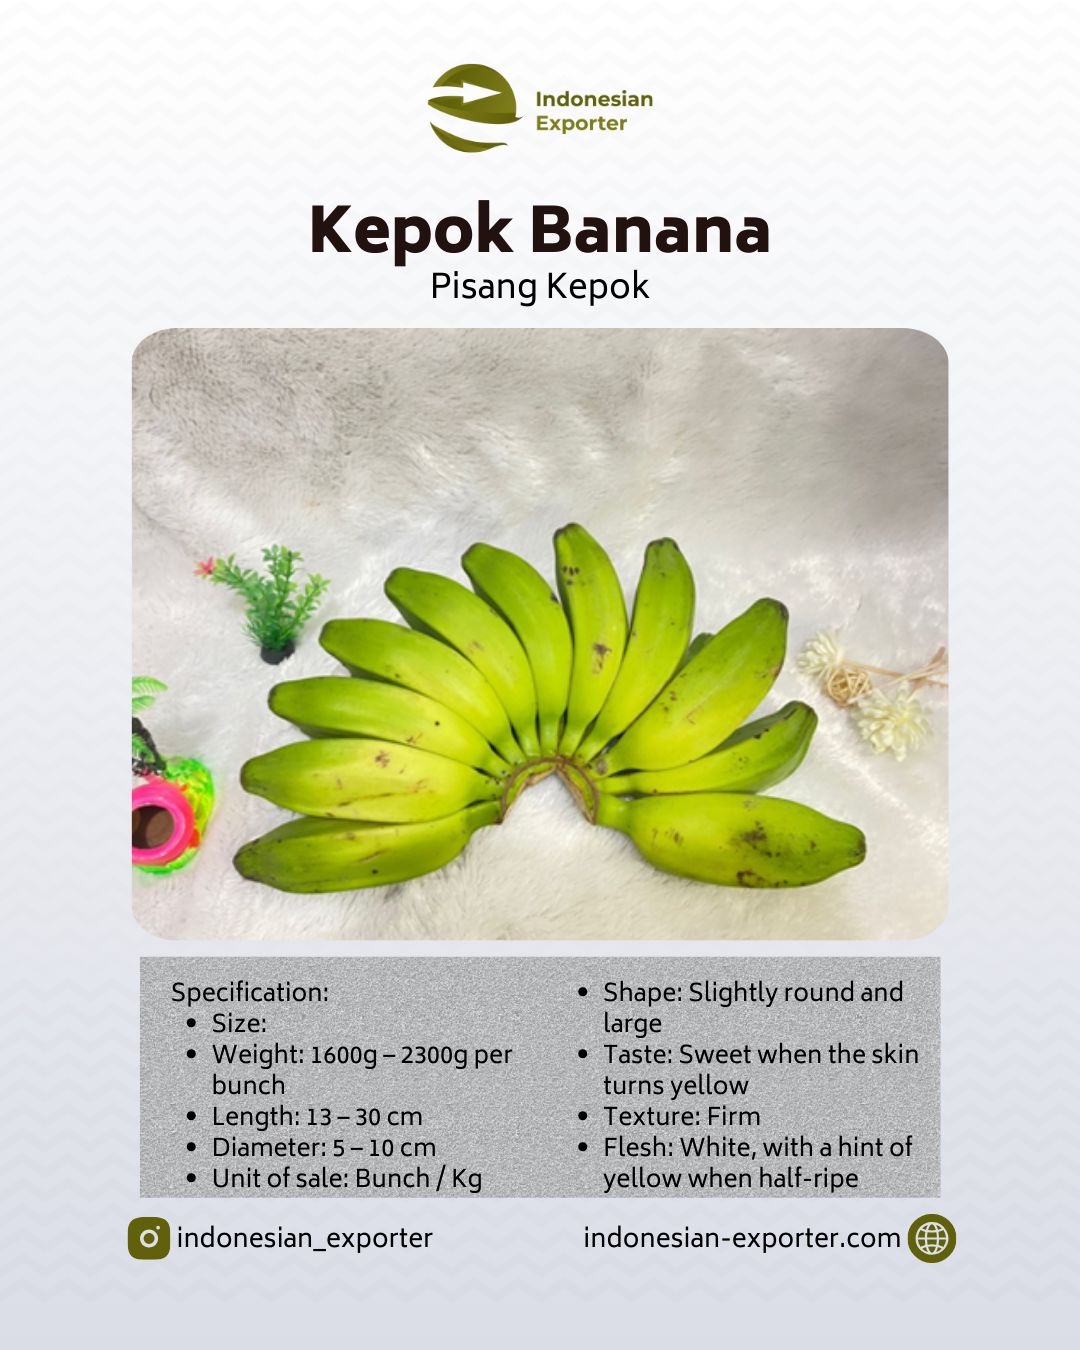 Indonesian
Exporter
Kepok Banana
Pisang Kepok
Specification:
• Size:
• Weight: 1600g – 2300g per
bunch
• Length: 13 – 30 cm
• Diameter: 5 – 10 cm
• Unit of sale: Bunch / Kg
• Shape: Slightly round and
large
• Taste: Sweet when the skin
turns yellow
• Texture: Firm
• Flesh: White, with a hint of
yellow when half-ripe
indonesian_exporter
indonesian-exporter.com